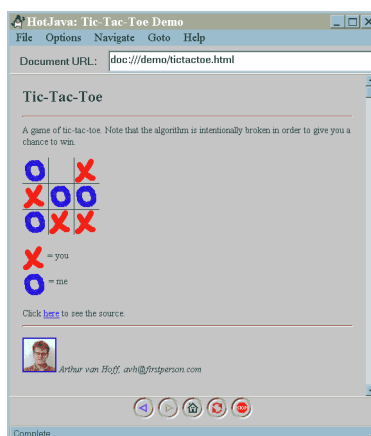 HotJava: Tic-Tac-Toe Demo
File Options Navigate Goto Help
Document URL: doc:///demo/tictactoe.html
Tic-Tac-Toe
A game of tic-tac-toe. Note that the algorithm is intentionally broken in order to give you a
chance to win.
O X
X O O
O X X
X = you
O = me
Click here to see the source.
Arthur van Hoff, avh@firstperson.com
STOP
Complete